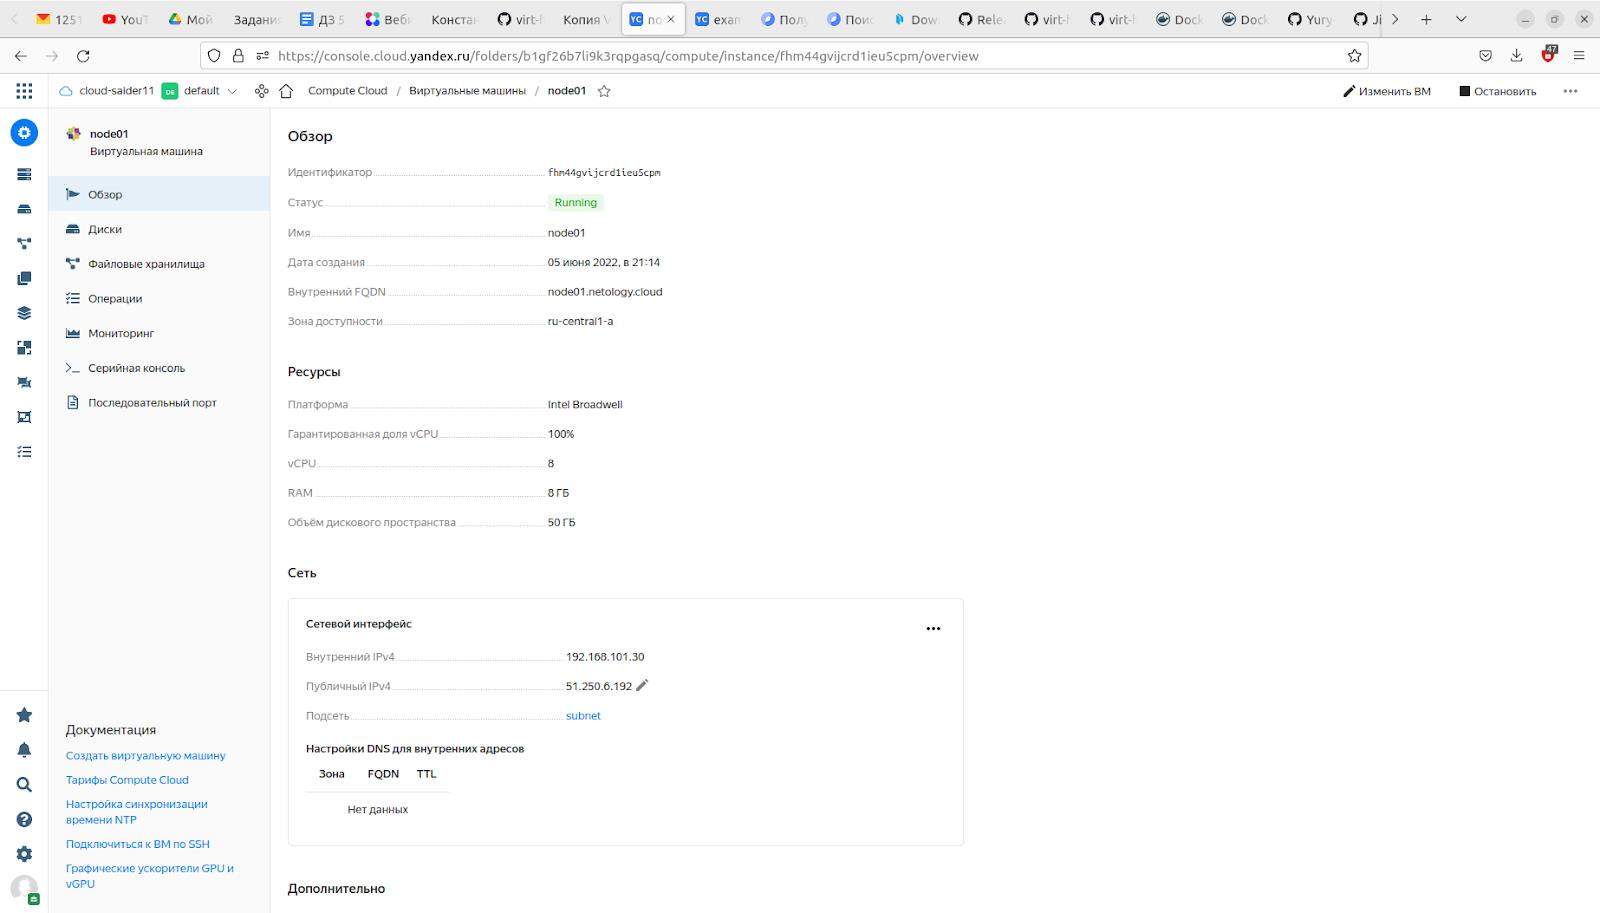 1251
YouT
Мой
Задани
ДЗ 5
Веби
Констан
virt-h
Копия V
YC
no
YC
exam
Полу
Поис
Down
Relea
virt-h
virt-h
Dock
Dock
Yury-
Ji
https://console.cloud.yandex.ru/folders/b1gf26b7li9k3rqpgasq/compute/instance/fhm44gvijcrd1ieu5cpm/overview
47
cloud-saider11
DE
default
Compute Cloud / Виртуальные машины / node01
Изменить ВМ
Остановить
node01
Виртуальная машина
Обзор
Диски
Файловые хранилища
Операции
Мониторинг
Серийная консоль
Последовательный порт
Документация
Создать виртуальную машину
Тарифы Compute Cloud
Настройка синхронизации
времени NTP
Подключиться к ВМ по SSH
Графические ускорители GPU и
vGPU
Обзор
Идентификатор fhm44gvijcrd1ieu5cpm
Статус Running
Имя node01
Дата создания 05 июня 2022, в 21:14
Внутренний FQDN node01.netology.cloud
Зона доступности ru-central1-a
Ресурсы
Платформа Intel Broadwell
Гарантированная доля vCPU 100%
vCPU 8
RAM 8 ГБ
Объём дискового пространства 50 ГБ
Сеть
Сетевой интерфейс
Внутренний IPv4 192.168.101.30
Публичный IPv4 51.250.6.192
Подсеть subnet
Настройки DNS для внутренних адресов
Зона FQDN TTL
Нет данных
Дополнительно